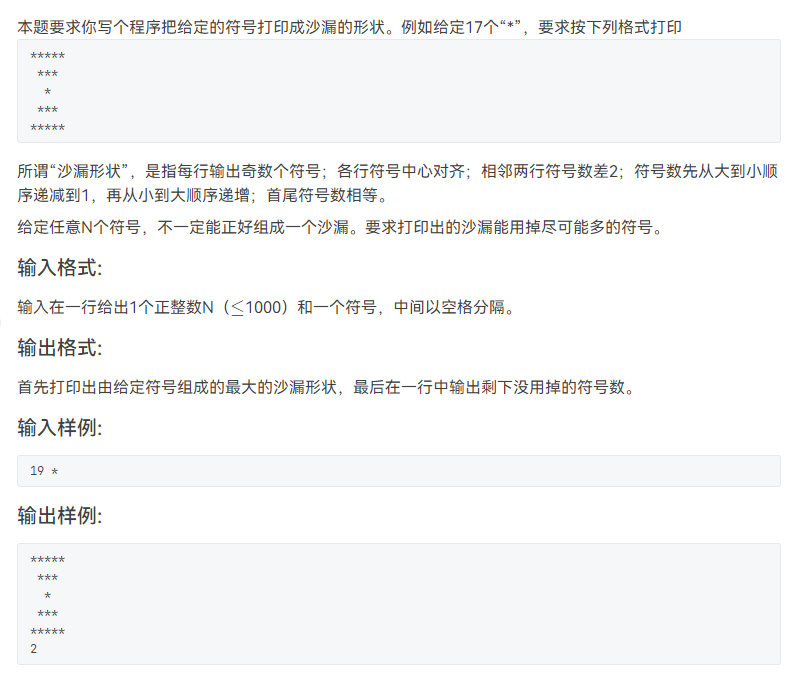 本题要求你写个程序把给定的符号打印成沙漏的形状。例如给定17个“*”，要求按下列格式打印
*****
 ***
  *
 ***
*****
所谓“沙漏形状”，是指每行输出奇数个符号；各行符号中心对齐；相邻两行符号数差2；符号数先从大到小顺
序递减到1，再从小到大顺序递增；首尾符号数相等。
给定任意N个符号，不一定能正好组成一个沙漏。要求打印出的沙漏能用掉尽可能多的符号。
输入格式:
输入在一行给出1个正整数N（≤1000）和一个符号，中间以空格分隔。
输出格式:
首先打印出由给定符号组成的最大的沙漏形状，最后在一行中输出剩下没用掉的符号数。
输入样例:
19 *
输出样例:
*****
 ***
  *
 ***
*****
2